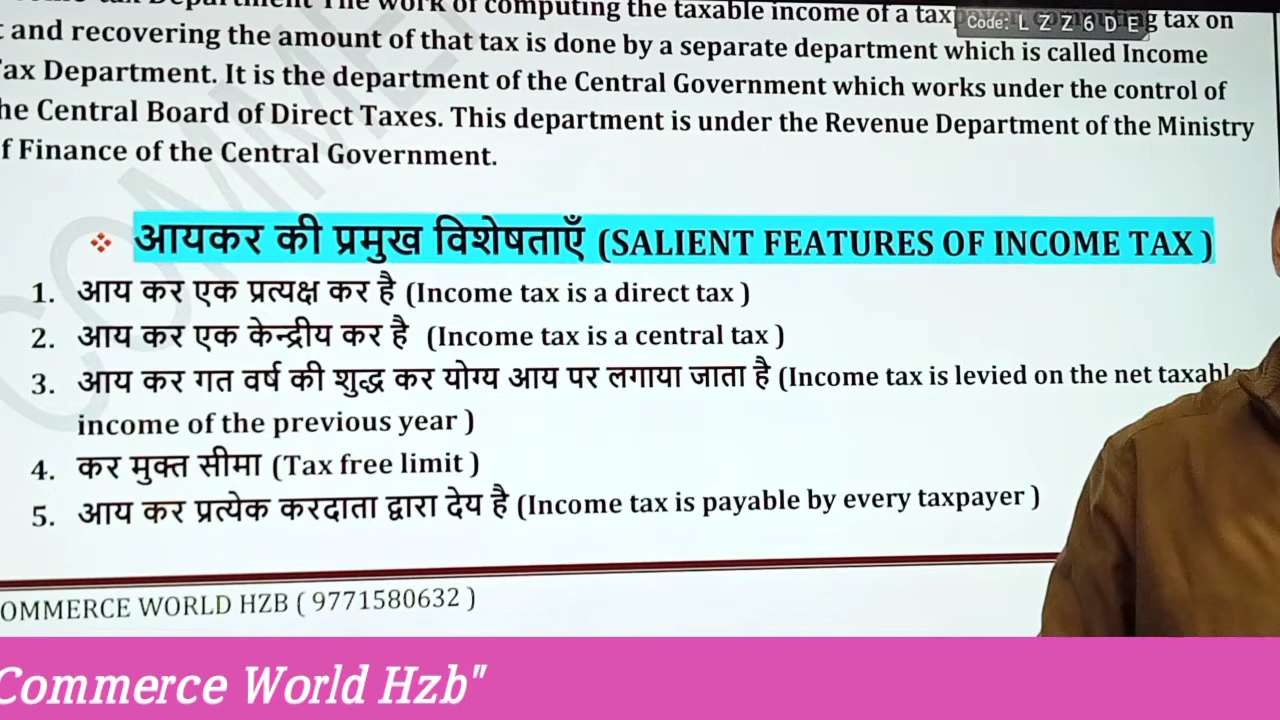 The work of computing the taxable income of a tax tax on
Code: L Z Z 6 D E
and recovering the amount of that tax is done by a separate department which is called Income
ax Department. It is the department of the Central Government which works under the control of
he Central Board of Direct Taxes. This department is under the Revenue Department of the Ministry
f Finance of the Central Government.
❖ आयकर की प्रमुख विशेषताएँ (SALIENT FEATURES OF INCOME TAX )
1. आय कर एक प्रत्यक्ष कर है (Income tax is a direct tax )
2. आय कर एक केन्द्रीय कर है (Income tax is a central tax )
3. आय कर गत वर्ष की शुद्ध कर योग्य आय पर लगाया जाता है (Income tax is levied on the net taxabl
income of the previous year )
4. कर मुक्त सीमा (Tax free limit )
5. आय कर प्रत्येक करदाता द्वारा देय है (Income tax is payable by every taxpayer )
OMMERCE WORLD HZB ( 9771580632 )
Commerce World Hzb"